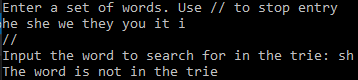 Enter a set of words. Use // to stop entry
he she we they you it i
//
Input the word to search for in the trie: sh
The word is not in the trie